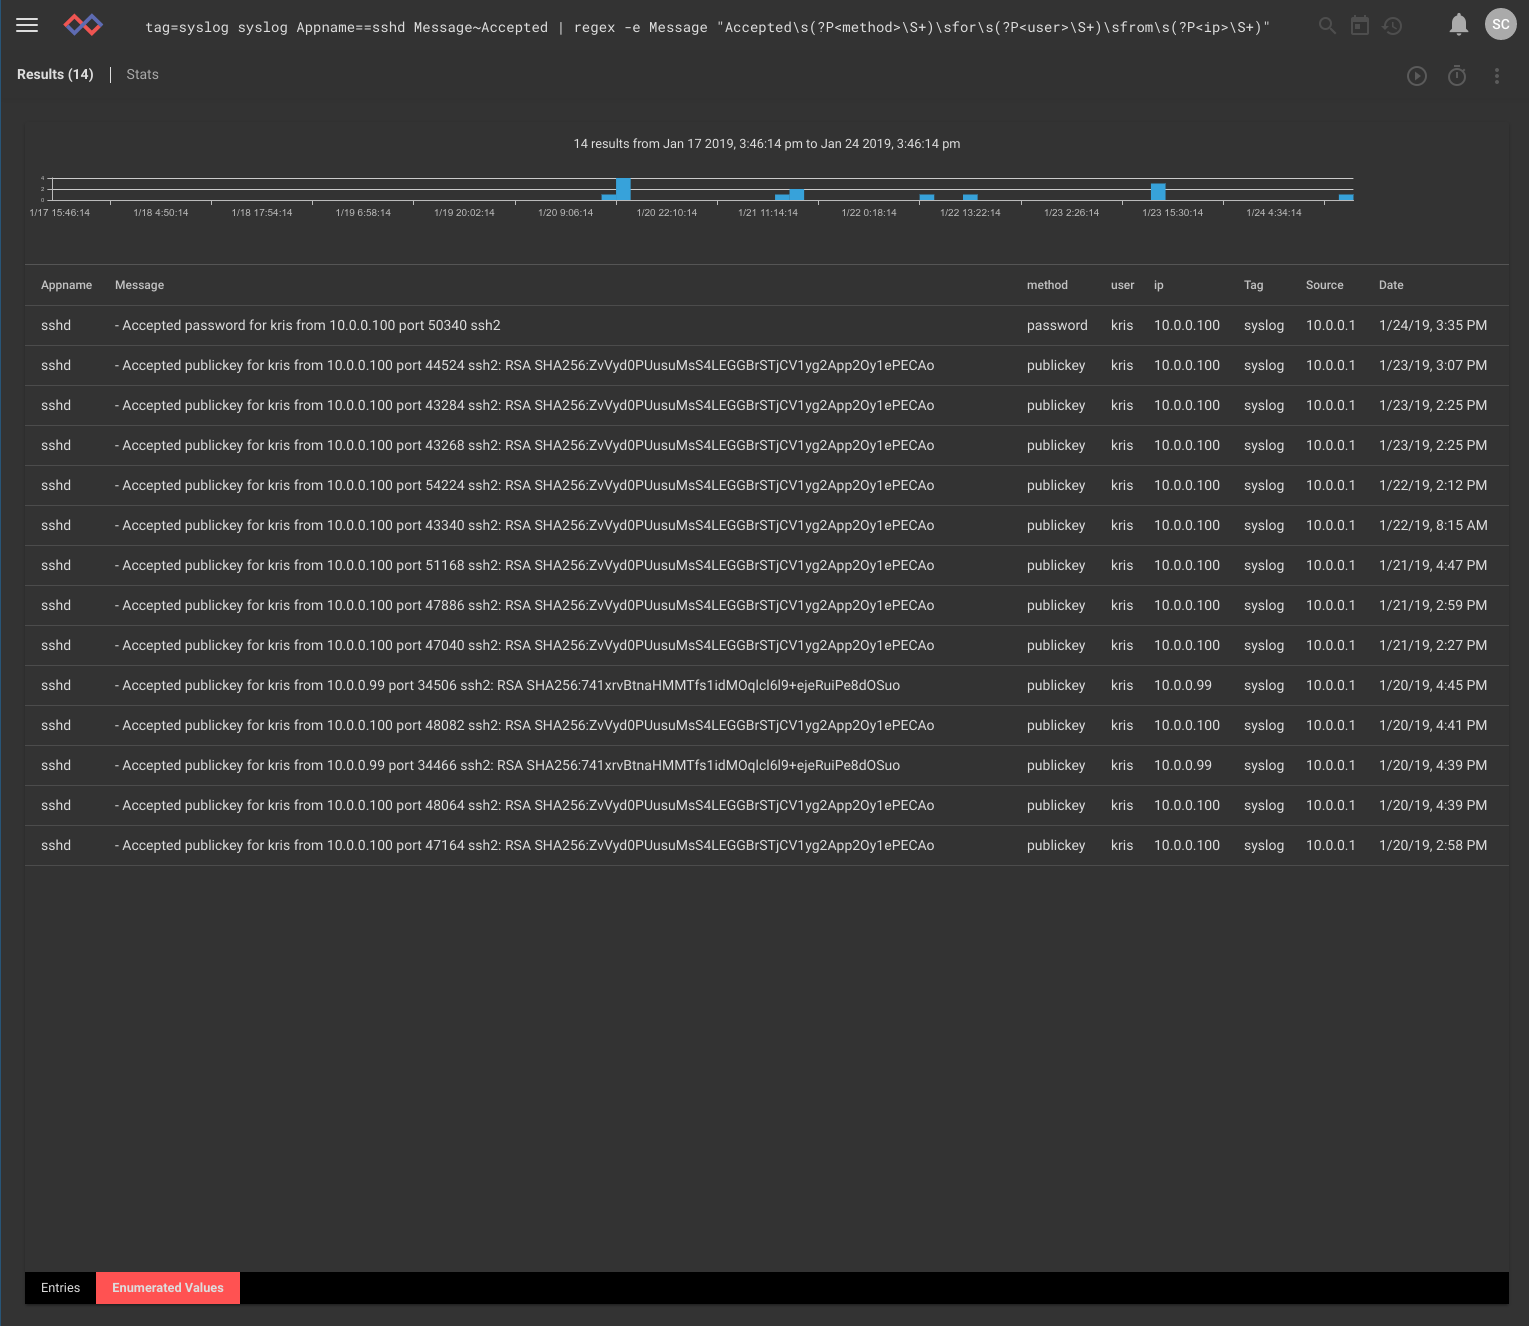 tag=syslog syslog Appname==sshd Message~Accepted | regex -e Message "Accepted\s(?P<method>\S+)\sfor\s(?P<user>\S+)\sfrom\s(?P<ip>\S+)"
SC
Results (14) | Stats
14 results from Jan 17 2019, 3:46:14 pm to Jan 24 2019, 3:46:14 pm
4
2
0
1/17 15:46:14 1/18 4:50:14 1/18 17:54:14 1/19 6:58:14 1/19 20:02:14 1/20 9:06:14 1/20 22:10:14 1/21 11:14:14 1/22 0:18:14 1/22 13:22:14 1/23 2:26:14 1/23 15:30:14 1/24 4:34:14
Appname Message method user ip Tag Source Date
sshd - Accepted password for kris from 10.0.0.100 port 50340 ssh2 password kris 10.0.0.100 syslog 10.0.0.1 1/24/19, 3:35 PM
sshd - Accepted publickey for kris from 10.0.0.100 port 44524 ssh2: RSA SHA256:ZvVyd0PUusuMsS4LEGGBrSTjCV1yg2App2Oy1ePECAo publickey kris 10.0.0.100 syslog 10.0.0.1 1/23/19, 3:07 PM
sshd - Accepted publickey for kris from 10.0.0.100 port 43284 ssh2: RSA SHA256:ZvVyd0PUusuMsS4LEGGBrSTjCV1yg2App2Oy1ePECAo publickey kris 10.0.0.100 syslog 10.0.0.1 1/23/19, 2:25 PM
sshd - Accepted publickey for kris from 10.0.0.100 port 43268 ssh2: RSA SHA256:ZvVyd0PUusuMsS4LEGGBrSTjCV1yg2App2Oy1ePECAo publickey kris 10.0.0.100 syslog 10.0.0.1 1/23/19, 2:25 PM
sshd - Accepted publickey for kris from 10.0.0.100 port 54224 ssh2: RSA SHA256:ZvVyd0PUusuMsS4LEGGBrSTjCV1yg2App2Oy1ePECAo publickey kris 10.0.0.100 syslog 10.0.0.1 1/22/19, 2:12 PM
sshd - Accepted publickey for kris from 10.0.0.100 port 43340 ssh2: RSA SHA256:ZvVyd0PUusuMsS4LEGGBrSTjCV1yg2App2Oy1ePECAo publickey kris 10.0.0.100 syslog 10.0.0.1 1/22/19, 8:15 AM
sshd - Accepted publickey for kris from 10.0.0.100 port 51168 ssh2: RSA SHA256:ZvVyd0PUusuMsS4LEGGBrSTjCV1yg2App2Oy1ePECAo publickey kris 10.0.0.100 syslog 10.0.0.1 1/21/19, 4:47 PM
sshd - Accepted publickey for kris from 10.0.0.100 port 47886 ssh2: RSA SHA256:ZvVyd0PUusuMsS4LEGGBrSTjCV1yg2App2Oy1ePECAo publickey kris 10.0.0.100 syslog 10.0.0.1 1/21/19, 2:59 PM
sshd - Accepted publickey for kris from 10.0.0.100 port 47040 ssh2: RSA SHA256:ZvVyd0PUusuMsS4LEGGBrSTjCV1yg2App2Oy1ePECAo publickey kris 10.0.0.100 syslog 10.0.0.1 1/21/19, 2:27 PM
sshd - Accepted publickey for kris from 10.0.0.99 port 34506 ssh2: RSA SHA256:741xrvBtnaHMMTfs1idMOqlcl6l9+ejeRuiPe8dOSuo publickey kris 10.0.0.99 syslog 10.0.0.1 1/20/19, 4:45 PM
sshd - Accepted publickey for kris from 10.0.0.100 port 48082 ssh2: RSA SHA256:ZvVyd0PUusuMsS4LEGGBrSTjCV1yg2App2Oy1ePECAo publickey kris 10.0.0.100 syslog 10.0.0.1 1/20/19, 4:41 PM
sshd - Accepted publickey for kris from 10.0.0.99 port 34466 ssh2: RSA SHA256:741xrvBtnaHMMTfs1idMOqlcl6l9+ejeRuiPe8dOSuo publickey kris 10.0.0.99 syslog 10.0.0.1 1/20/19, 4:39 PM
sshd - Accepted publickey for kris from 10.0.0.100 port 48064 ssh2: RSA SHA256:ZvVyd0PUusuMsS4LEGGBrSTjCV1yg2App2Oy1ePECAo publickey kris 10.0.0.100 syslog 10.0.0.1 1/20/19, 4:39 PM
sshd - Accepted publickey for kris from 10.0.0.100 port 47164 ssh2: RSA SHA256:ZvVyd0PUusuMsS4LEGGBrSTjCV1yg2App2Oy1ePECAo publickey kris 10.0.0.100 syslog 10.0.0.1 1/20/19, 2:58 PM
Entries Enumerated Values